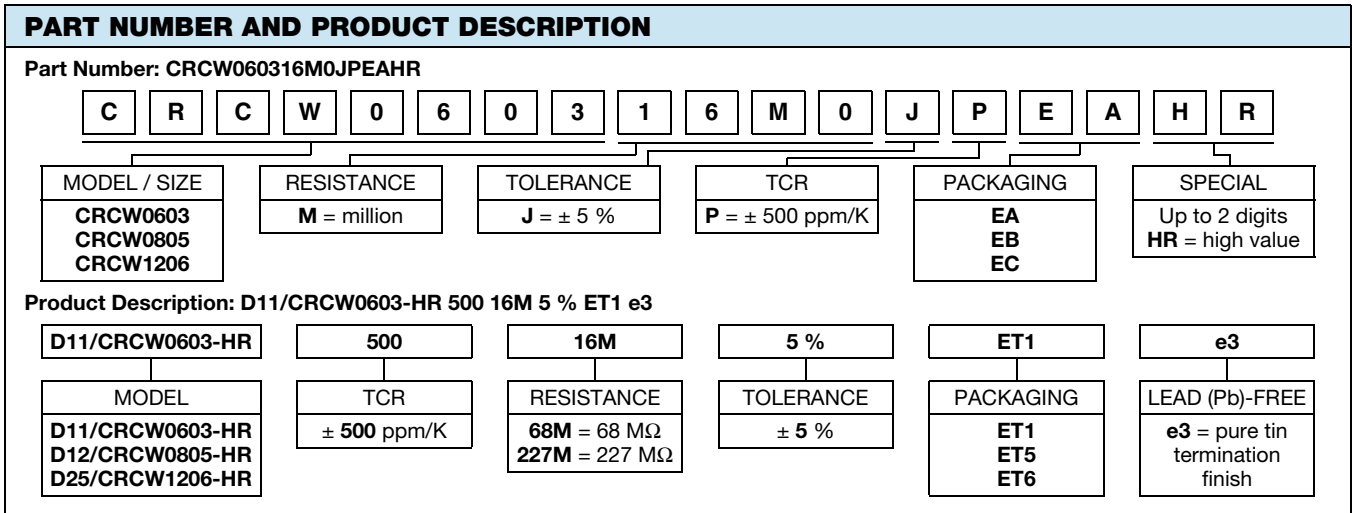 PART NUMBER AND PRODUCT DESCRIPTION
Part Number: CRCW060316M0JPEAHR
C R C W 0 6 0 3 1 6 M 0 J P E A H R
MODEL / SIZE
CRCW0603
CRCW0805
CRCW1206
RESISTANCE
M = million
TOLERANCE
J = ± 5 %
TCR
P = ± 500 ppm/K
PACKAGING
EA
EB
EC
SPECIAL
Up to 2 digits
HR = high value
Product Description: D11/CRCW0603-HR 500 16M 5 % ET1 e3
D11/CRCW0603-HR
500
16M
5 %
ET1
e3
MODEL
D11/CRCW0603-HR
D12/CRCW0805-HR
D25/CRCW1206-HR
TCR
± 500 ppm/K
RESISTANCE
68M = 68 MΩ
227M = 227 MΩ
TOLERANCE
± 5 %
PACKAGING
ET1
ET5
ET6
LEAD (Pb)-FREE
e3 = pure tin
termination
finish